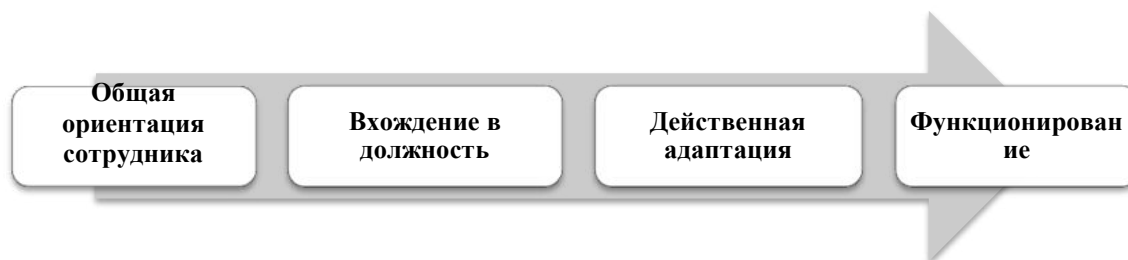 Общая
ориентация
сотрудника
Вхождение в
должность
Действенная
адаптация
Функционирован
ие